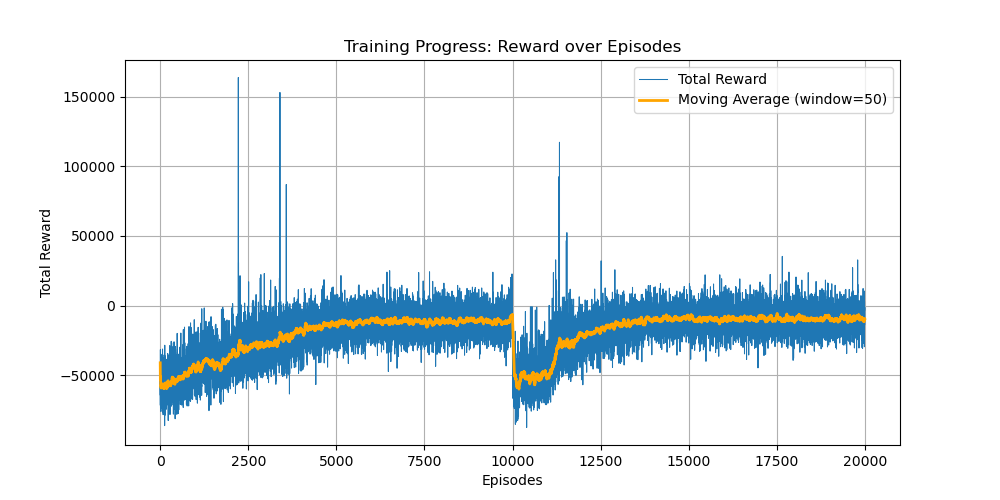 Training Progress: Reward over Episodes
Total Reward
Moving Average (window=50)
150000
100000
50000
0
−50000
Total Reward
0
2500
5000
7500
10000
12500
15000
17500
20000
Episodes